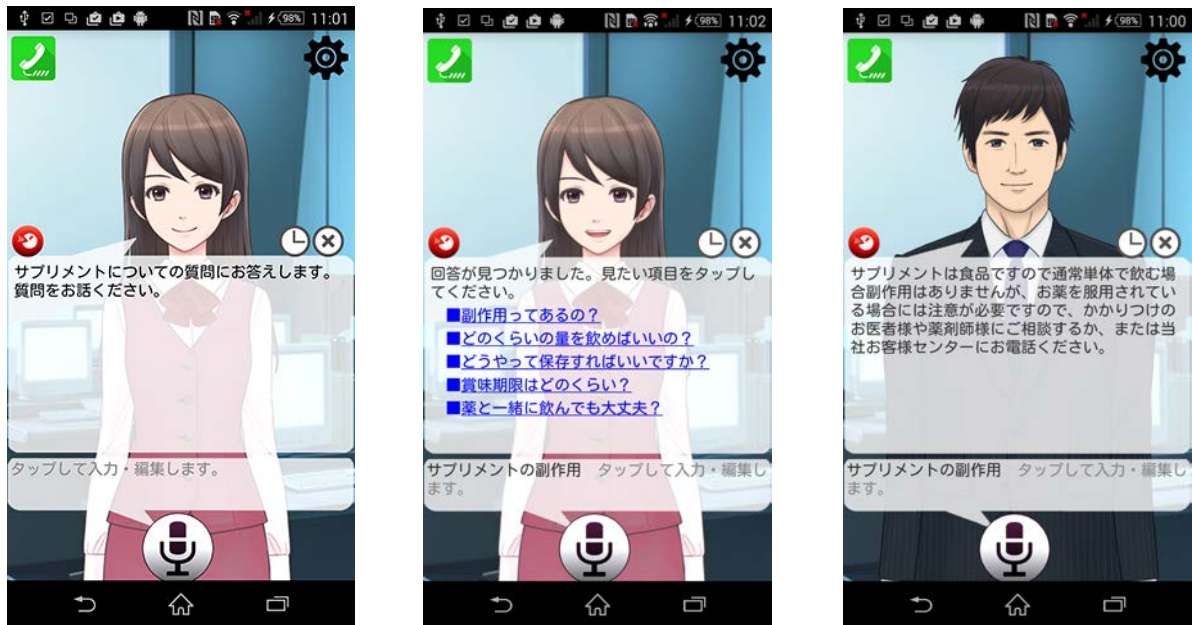 98% 11:01
サプリメントについての質問にお答えします。
質問をお話ください。
タップして入力・編集します。
98% 11:02
回答が見つかりました。見たい項目をタップし
てください。
■副作用ってあるの？
■どのくらいの量を飲めばいいの？
■どうやって保存すればいいですか？
■賞味期限はどのくらい？
■薬と一緒に飲んでも大丈夫？
サプリメントの副作用 タップして入力・編集し
ます。
98% 11:00
サプリメントは食品ですので通常単体で飲む場
合副作用はありませんが、お薬を服用されてい
る場合には注意が必要ですので、かかりつけの
お医者様や薬剤師様にご相談するか、または当
社お客様センターにお電話ください。
サプリメントの副作用 タップして入力・編集し
ます。